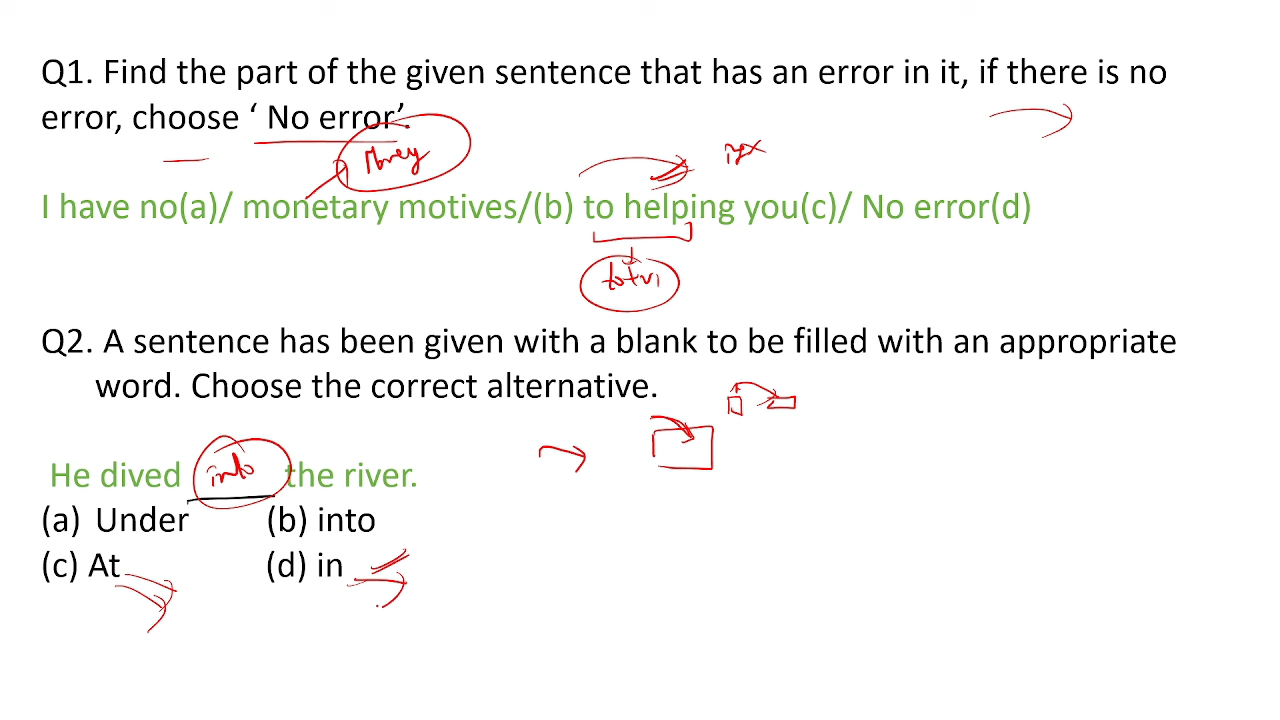 Q1. Find the part of the given sentence that has an error in it, if there is no
error, choose ‘ No error’.
Money
I have no(a)/ monetary motives/(b) to helping you(c)/ No error(d)
Q2. A sentence has been given with a blank to be filled with an appropriate
word. Choose the correct alternative.
He dived into the river.
(a) Under (b) into
(c) At (d) in